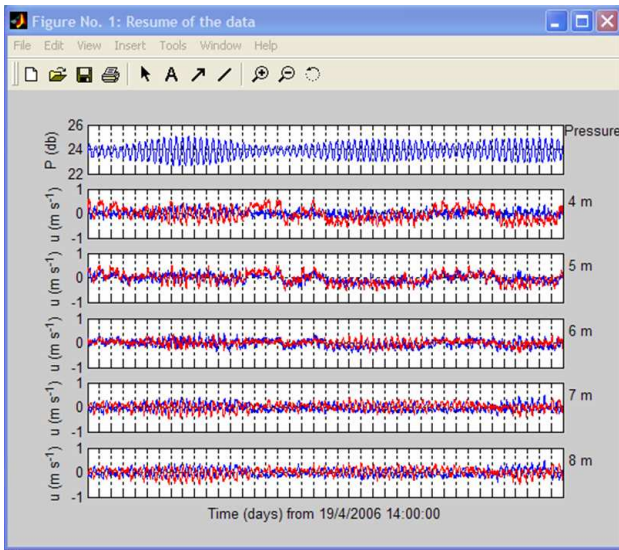 Figure No. 1: Resume of the data
File Edit View Insert Tools Window Help
A
26
24
22
P (db)
Pressure
1
0
-1
u (m s-1)
4 m
1
0
-1
u (m s-1)
5 m
1
0
-1
u (m s-1)
6 m
1
0
-1
u (m s-1)
7 m
1
0
-1
u (m s-1)
8 m
Time (days) from 19/4/2006 14:00:00